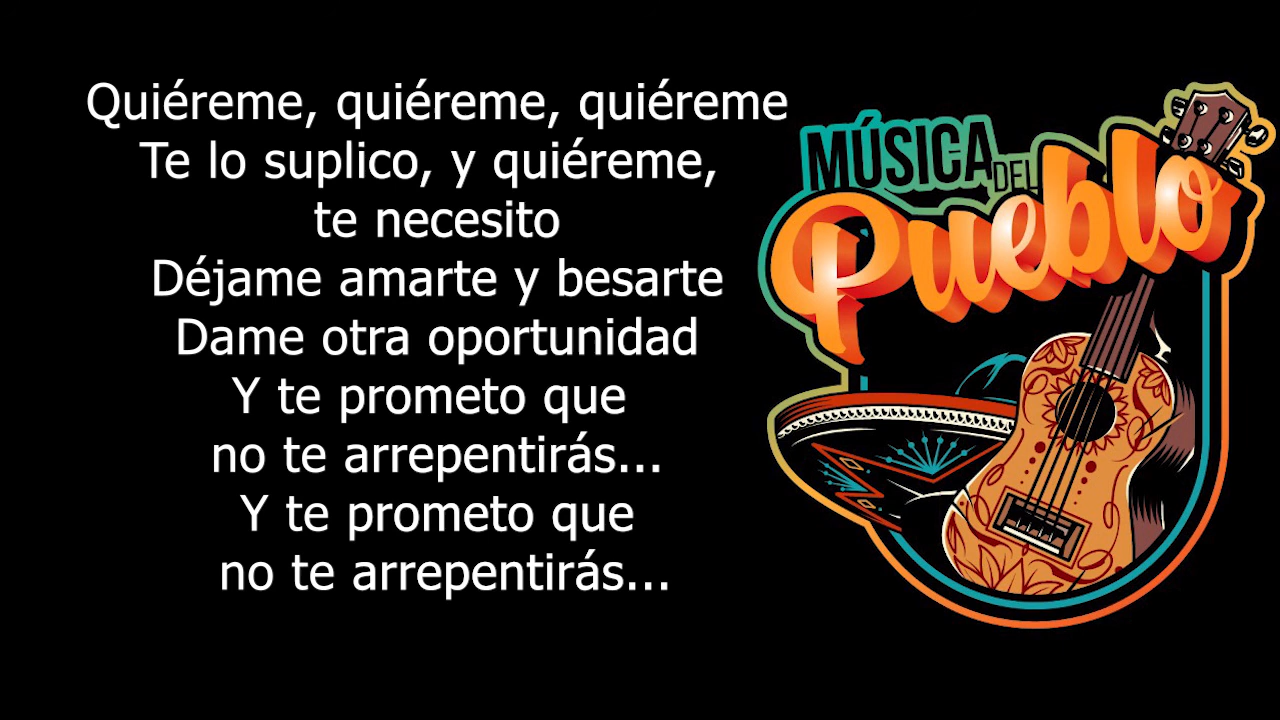 Quiéreme, quiéreme, quiéreme
Te lo suplico, y quiéreme,
te necesito
Déjame amarte y besarte
Dame otra oportunidad
Y te prometo que
no te arrepentirás...
Y te prometo que
no te arrepentirás...
MÚSICA DEL
Pueblo